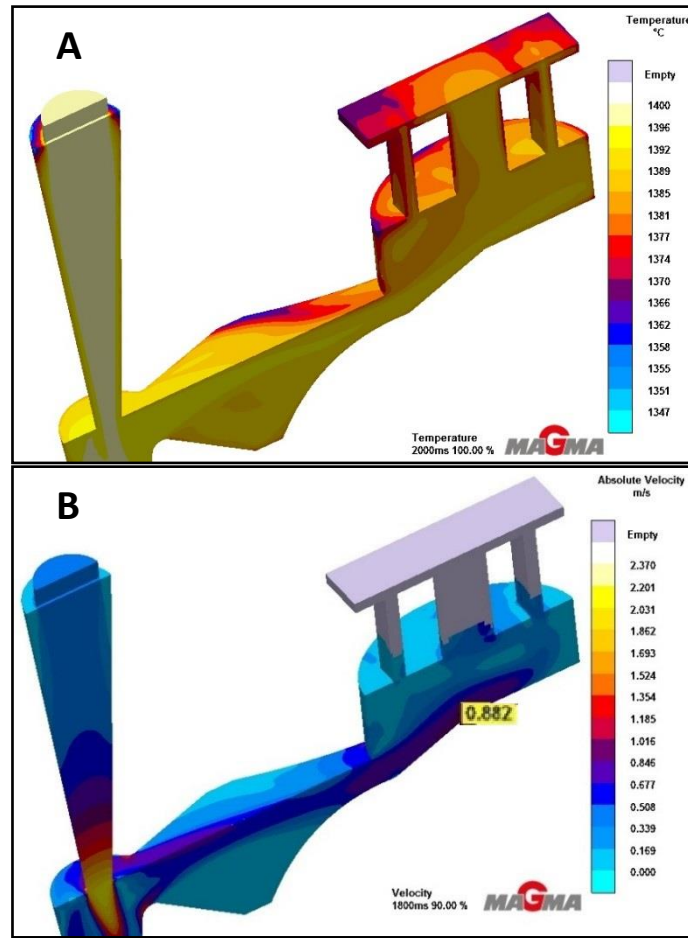 A
Temperature
°C
Empty
1400
1396
1392
1389
1385
1381
1377
1374
1370
1366
1362
1358
1355
1351
1347
Temperature
2000ms 100.00 %
MAGMA
B
Absolute Velocity
m/s
Empty
2.370
2.201
2.031
1.862
1.693
1.524
1.354
1.185
1.016
0.846
0.677
0.508
0.339
0.169
0.000
0.882
Velocity
1800ms 90.00 %
MAGMA